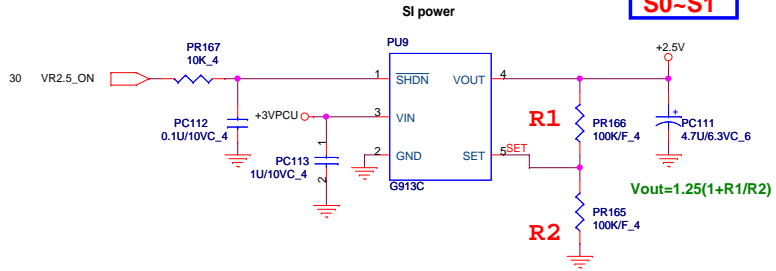 SI power
S0~S1
PU9
+2.5V
PR167
10K_4
30 VR2.5_ON
1 SHDN VOUT 4
PC112
0.1U/10VC_4
+3VPCU
3 VIN
R1
PR166
100K/F_4
+
PC111
4.7U/6.3VC_6
1
2 GND SET 5 SET
PC113
1U/10VC_4
2
G913C
Vout=1.25(1+R1/R2)
R2
PR165
100K/F_4